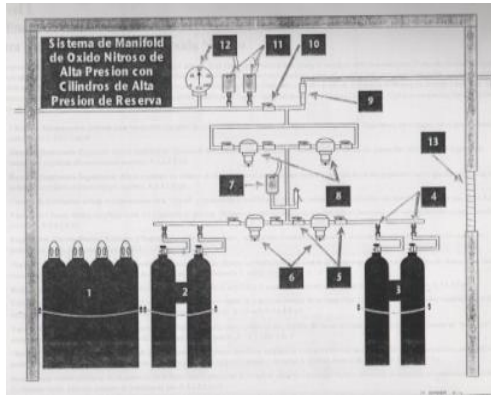 Sistema de Manifold
de Oxido Nitroso de
Alta Presion con
Cilindros de Alta
Presion de Reserva
12
11
10
9
13
7
8
4
6
5
1
2
3